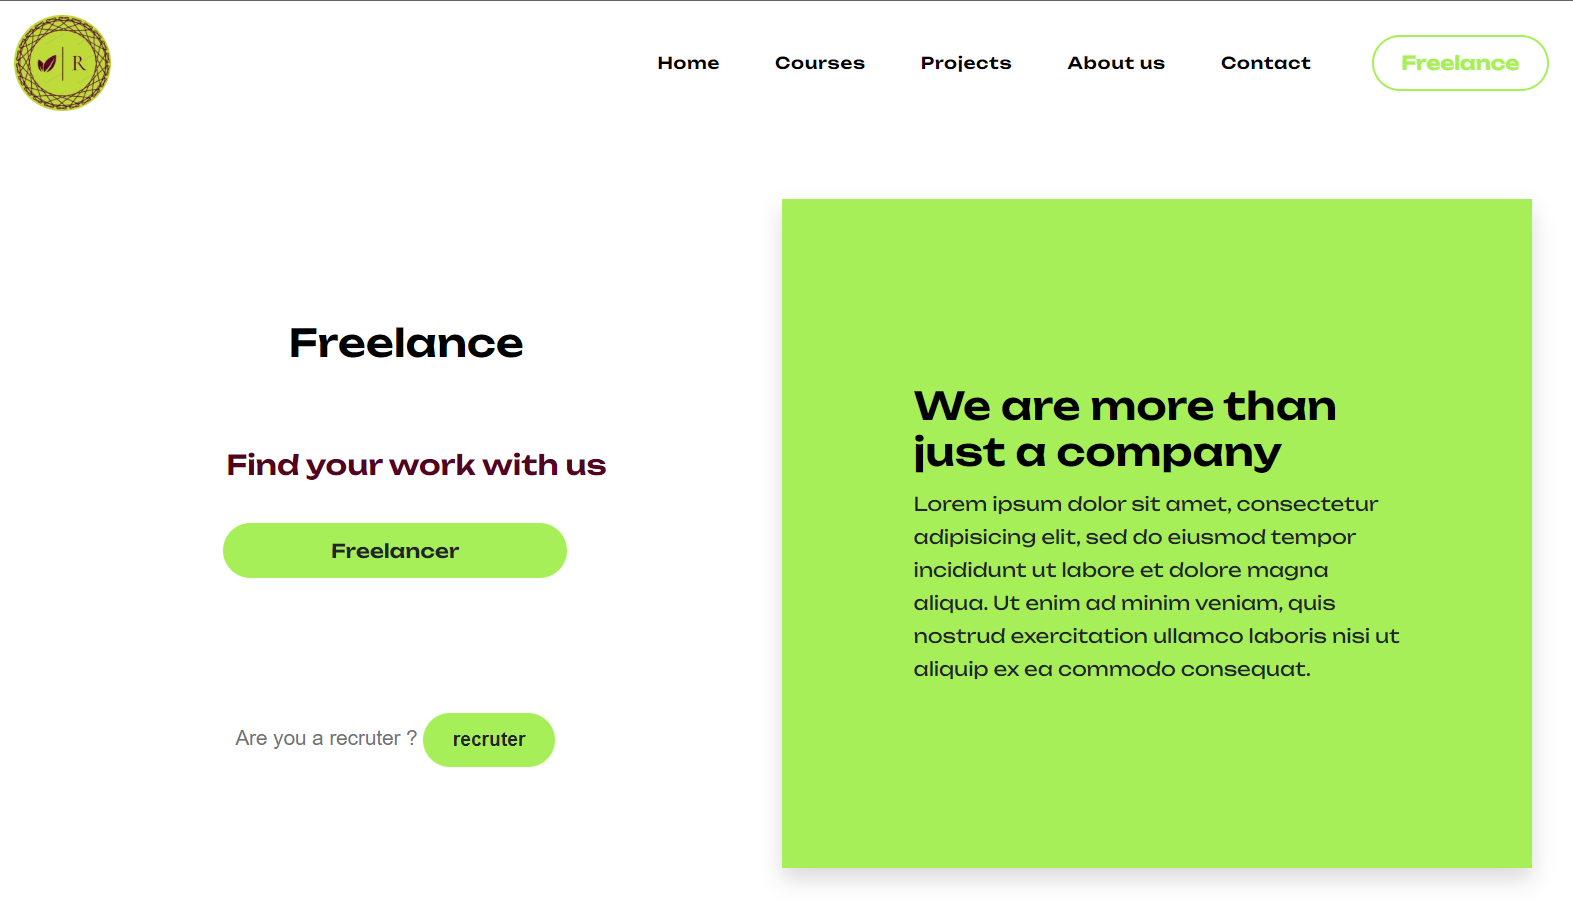 R
Home Courses Projects About us Contact Freelance
Freelance
Find your work with us
Freelancer
Are you a recruter ? recruter
We are more than
just a company
Lorem ipsum dolor sit amet, consectetur
adipisicing elit, sed do eiusmod tempor
incididunt ut labore et dolore magna
aliqua. Ut enim ad minim veniam, quis
nostrud exercitation ullamco laboris nisi ut
aliquip ex ea commodo consequat.